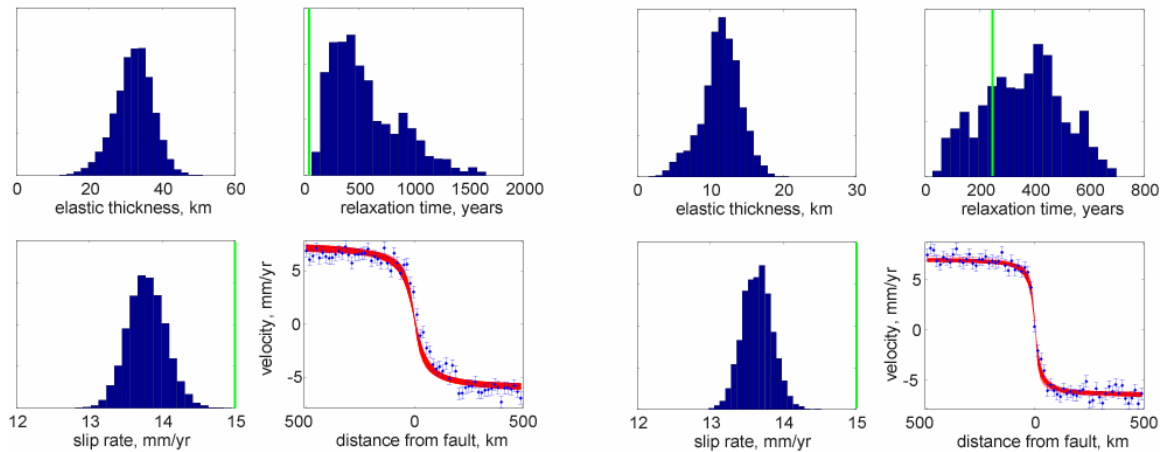 0 20 40 60
elastic thickness, km
0 500 1000 1500 2000
relaxation time, years
0 10 20 30
elastic thickness, km
0 200 400 600 800
relaxation time, years
12 13 14 15
slip rate, mm/yr
velocity, mm/yr
5
0
-5
500 0 500
distance from fault, km
12 13 14 15
slip rate, mm/yr
velocity, mm/yr
5
0
-5
500 0 500
distance from fault, km